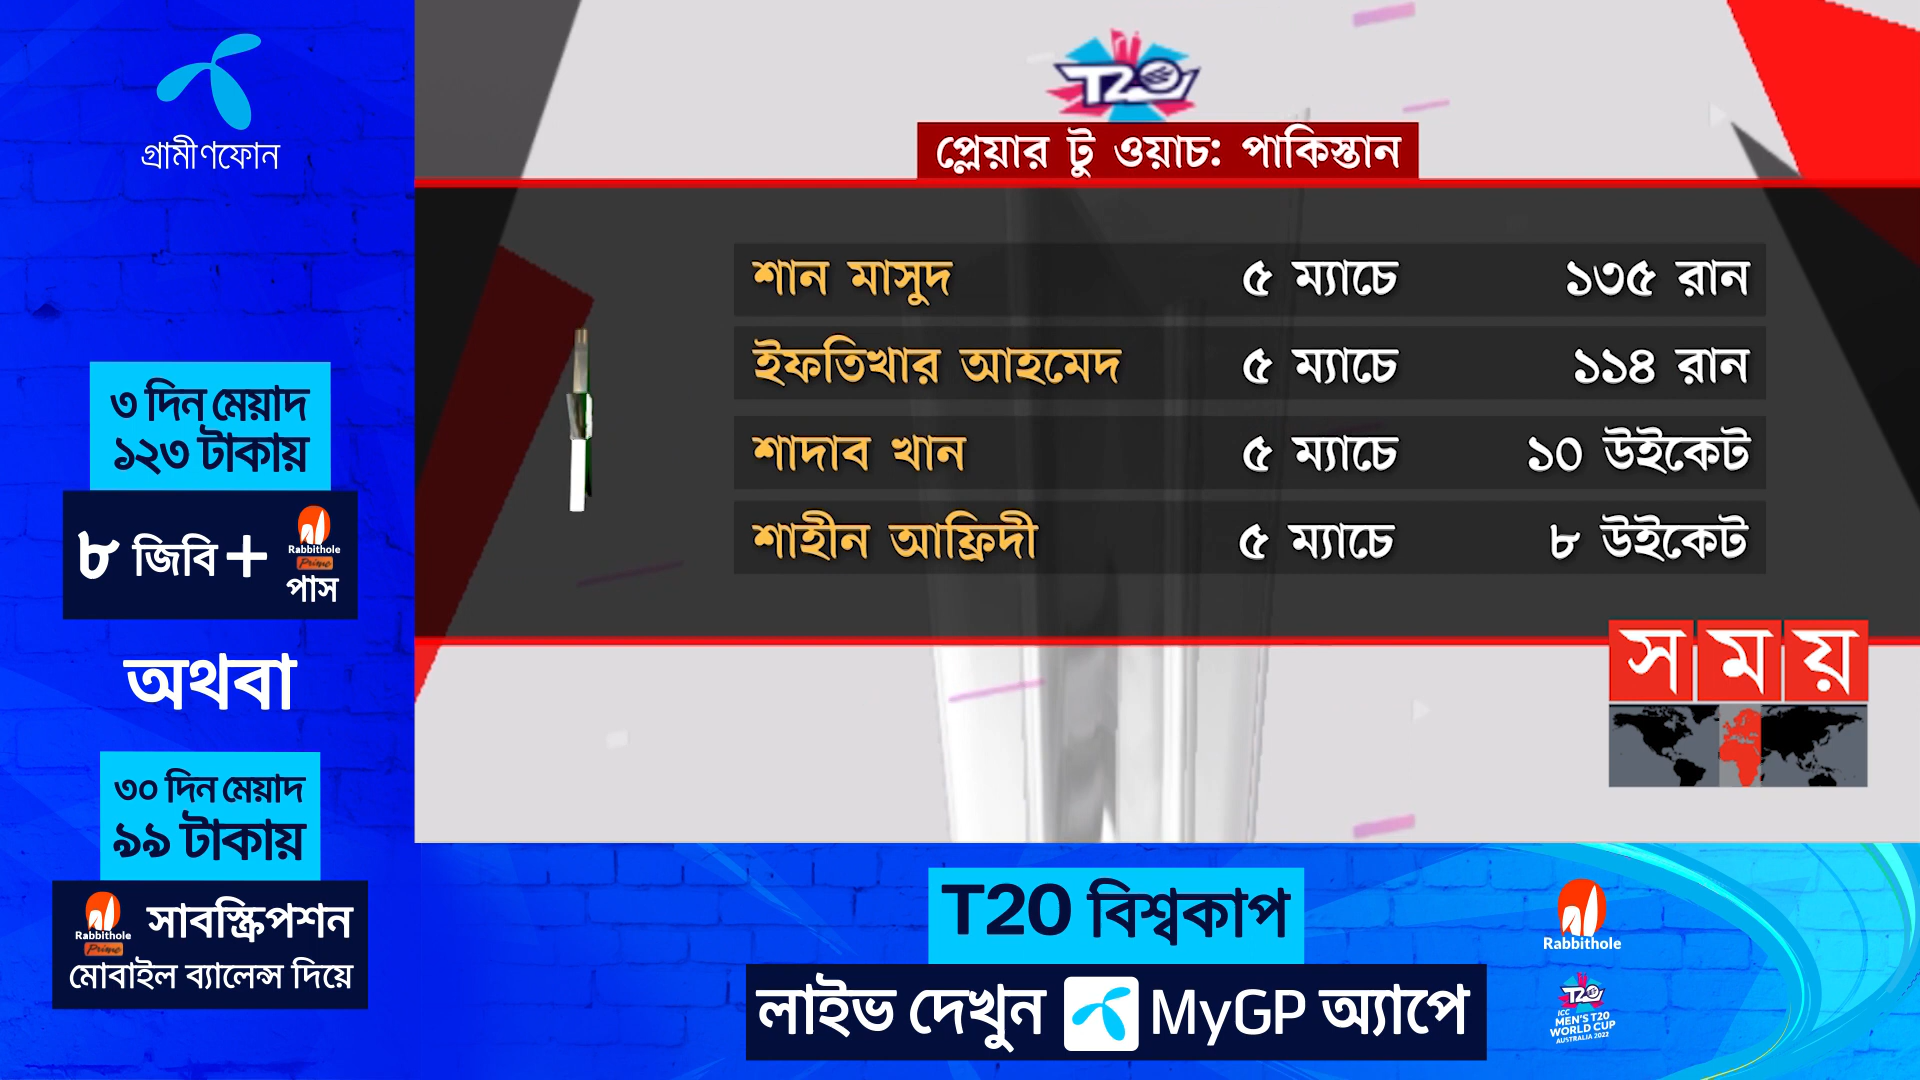 গ্রামীণফোন
৩ দিন মেয়াদ
১২৩ টাকায়
৮ জিবি +
Rabbithole
Prime
পাস
অথবা
৩০ দিন মেয়াদ
৯৯ টাকায়
Rabbithole
Prime
সাবস্ক্রিপশন
মোবাইল ব্যালেন্স দিয়ে
T20
প্লেয়ার টু ওয়াচ: পাকিস্তান
শান মাসুদ ৫ ম্যাচে ১৩৫ রান
ইফতিখার আহমেদ ৫ ম্যাচে ১১৪ রান
শাদাব খান ৫ ম্যাচে ১০ উইকেট
শাহীন আফ্রিদী ৫ ম্যাচে ৮ উইকেট
সময়
T20 বিশ্বকাপ
লাইভ দেখুন MyGP অ্যাপে
Rabbithole
T20
ICC
MEN'S T20
WORLD CUP
AUSTRALIA 2022